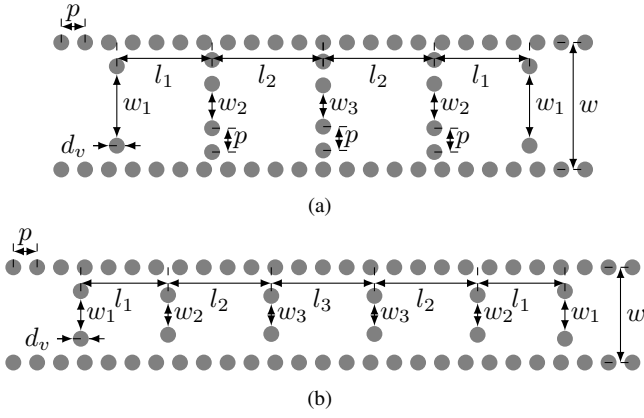 p
l₁ l₂ l₂ l₁
w₁ w₂ w₃ w₂ w₁ w
dᵥ p p p
(a)
p
l₁ l₂ l₃ l₂ l₁
w₁ w₂ w₃ w₃ w₂ w₁ w
dᵥ
(b)